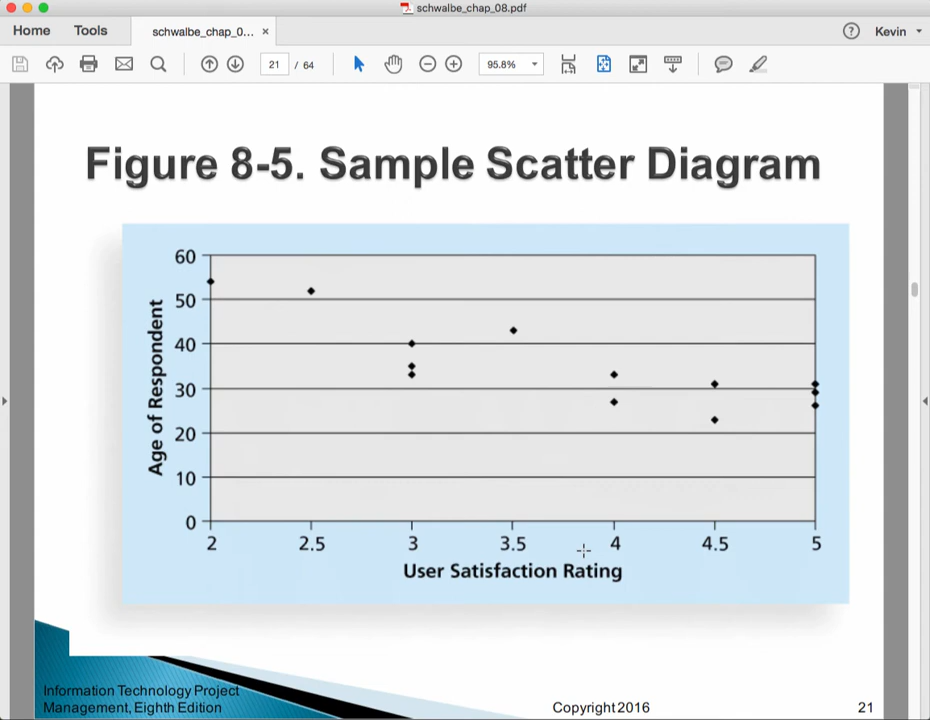 schwalbe_chap_08.pdf
Home Tools schwalbe_chap_0... × ? Kevin
21 / 64 95.8%
Figure 8-5. Sample Scatter Diagram
60
50
40
30
20
10
0
Age of Respondent
2 2.5 3 3.5 4 4.5 5
User Satisfaction Rating
Information Technology Project
Management, Eighth Edition Copyright 2016 21